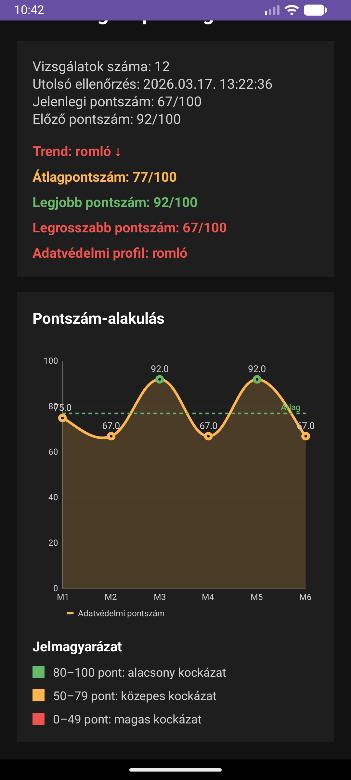 10:42
Vizsgálatok száma: 12
Utolsó ellenőrzés: 2026.03.17. 13:22:36
Jelenlegi pontszám: 67/100
Előző pontszám: 92/100
Trend: romló ↓
Átlagpontszám: 77/100
Legjobb pontszám: 92/100
Legrosszabb pontszám: 67/100
Adatvédelmi profil: romló
Pontszám-alakulás
100
92.0 92.0
80 75.0 Átlag
67.0 67.0 67.0
60
40
20
0
M1 M2 M3 M4 M5 M6
Adatvédelmi pontszám
Jelmagyarázat
80–100 pont: alacsony kockázat
50–79 pont: közepes kockázat
0–49 pont: magas kockázat